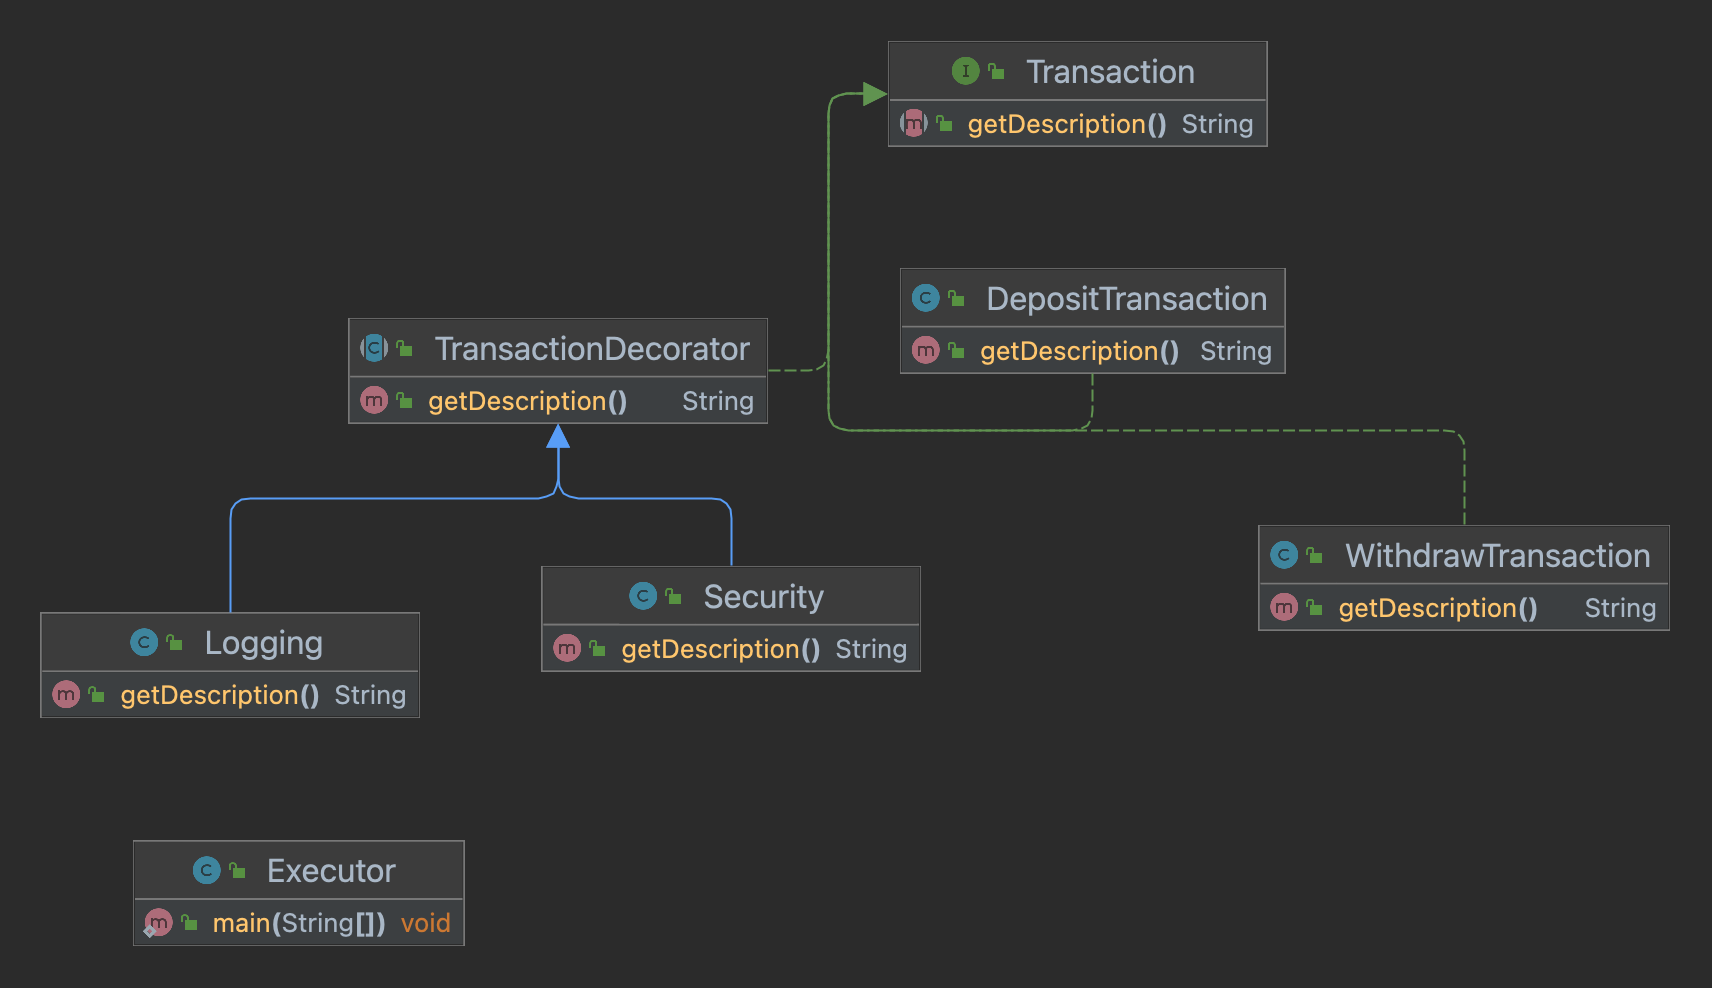 Transaction
getDescription() String
DepositTransaction
getDescription() String
TransactionDecorator
getDescription() String
WithdrawTransaction
getDescription() String
Security
getDescription() String
Logging
getDescription() String
Executor
main(String[]) void